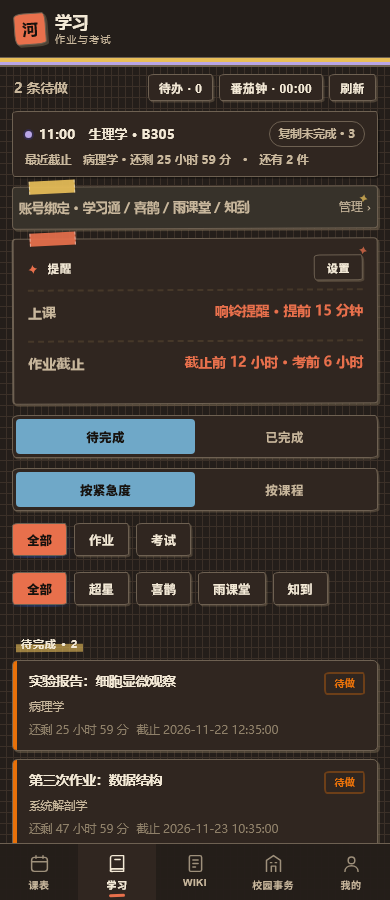 河
学习
作业与考试
2 条待做
待办·0
番茄钟·00:00
刷新
11:00 生理学·B305
复制未完成·3
最近截止 病理学·还剩 25 小时 59 分 · 还有 2 件
账号绑定·学习通 / 喜鹊 / 雨课堂 / 知到
管理 ›
提醒
设置
上课
响铃提醒·提前 15 分钟
作业截止
截止前 12 小时·考前 6 小时
待完成
已完成
按紧急度
按课程
全部
作业
考试
全部
超星
喜鹊
雨课堂
知到
待完成·2
实验报告：细胞显微观察
待做
病理学
还剩 25 小时 59 分 截止 2026-11-22 12:35:00
第三次作业：数据结构
待做
系统解剖学
还剩 47 小时 59 分 截止 2026-11-23 10:35:00
课表
学习
WIKI
校园事务
我的